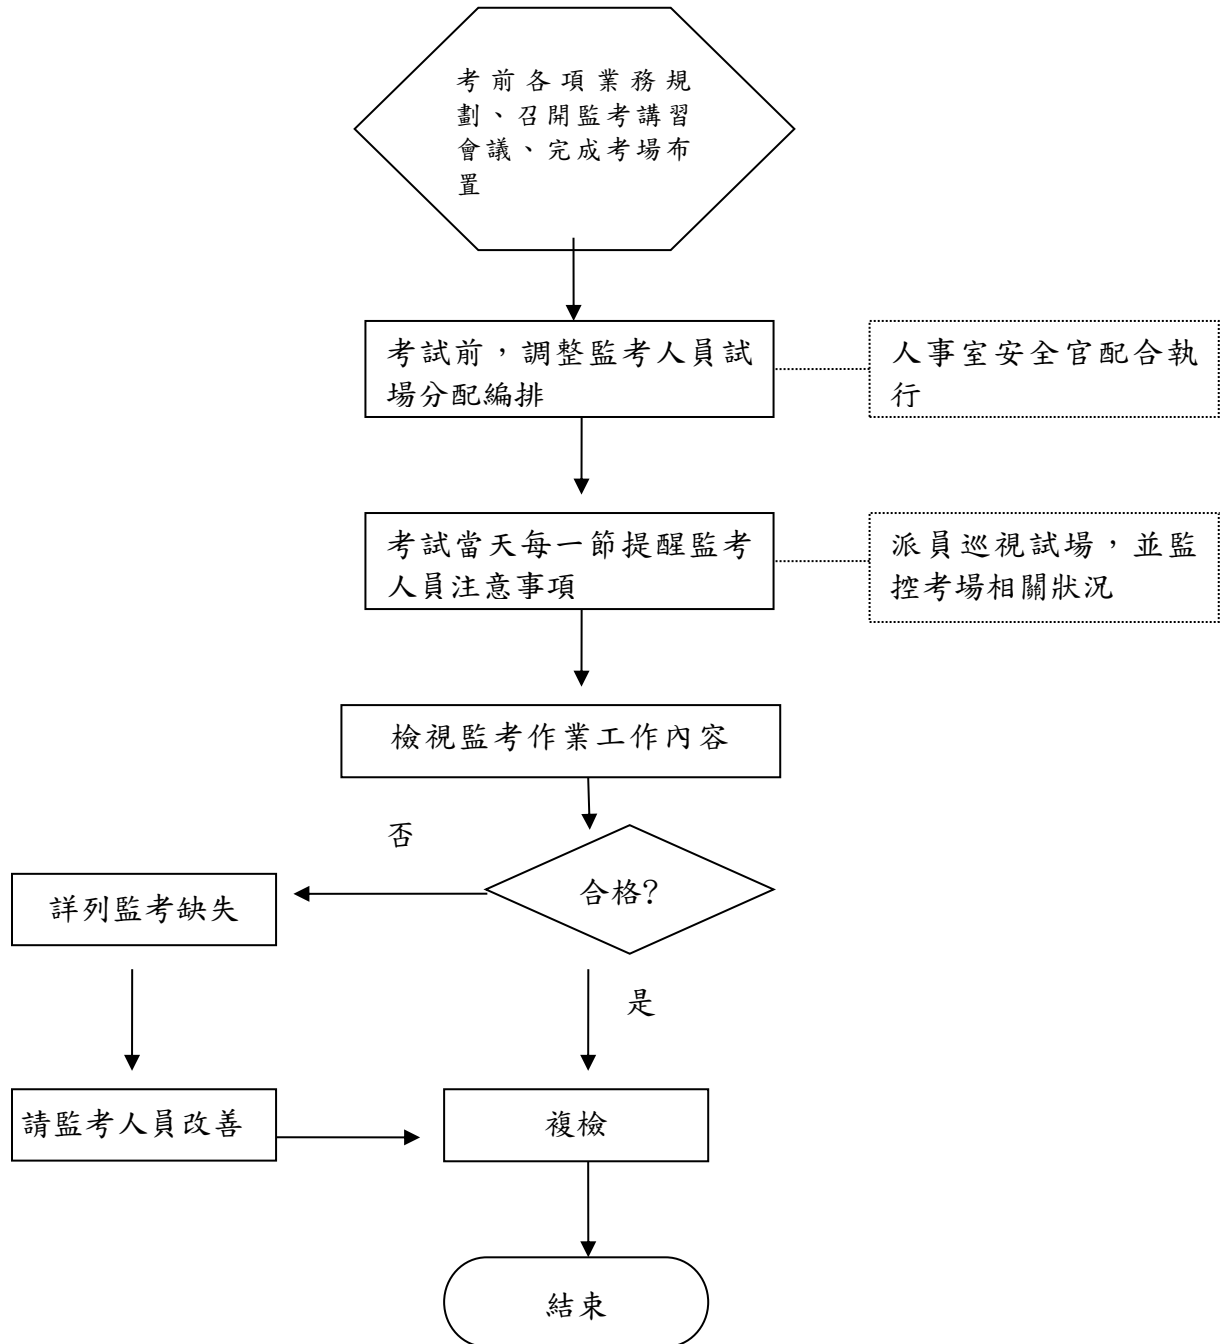 考前各項業務規
劃、召開監考講習
會議、完成考場布
置
考試前，調整監考人員試
場分配編排
人事室安全官配合執
行
考試當天每一節提醒監考
人員注意事項
派員巡視試場，並監
控考場相關狀況
檢視監考作業工作內容
否
合格?
詳列監考缺失
是
請監考人員改善
複檢
結束